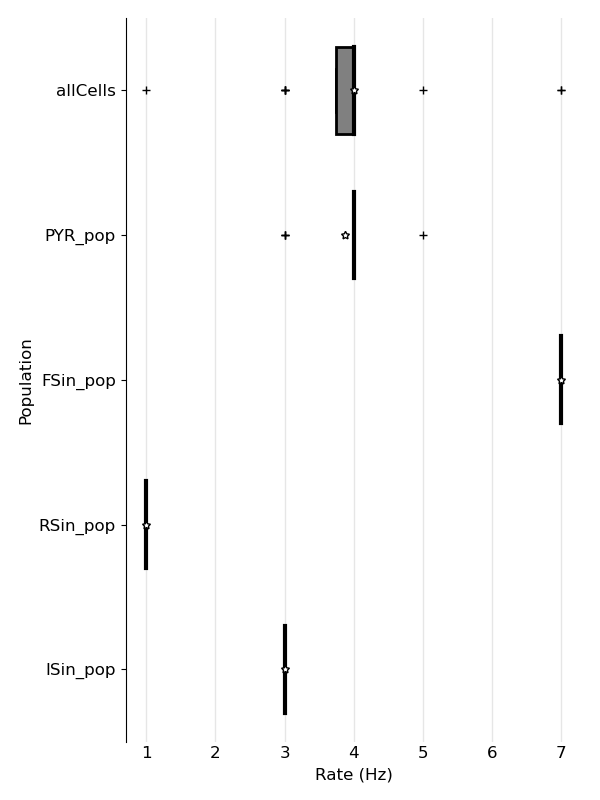 allCells
PYR_pop
FSin_pop
RSin_pop
ISin_pop
Population
1 2 3 4 5 6 7
Rate (Hz)